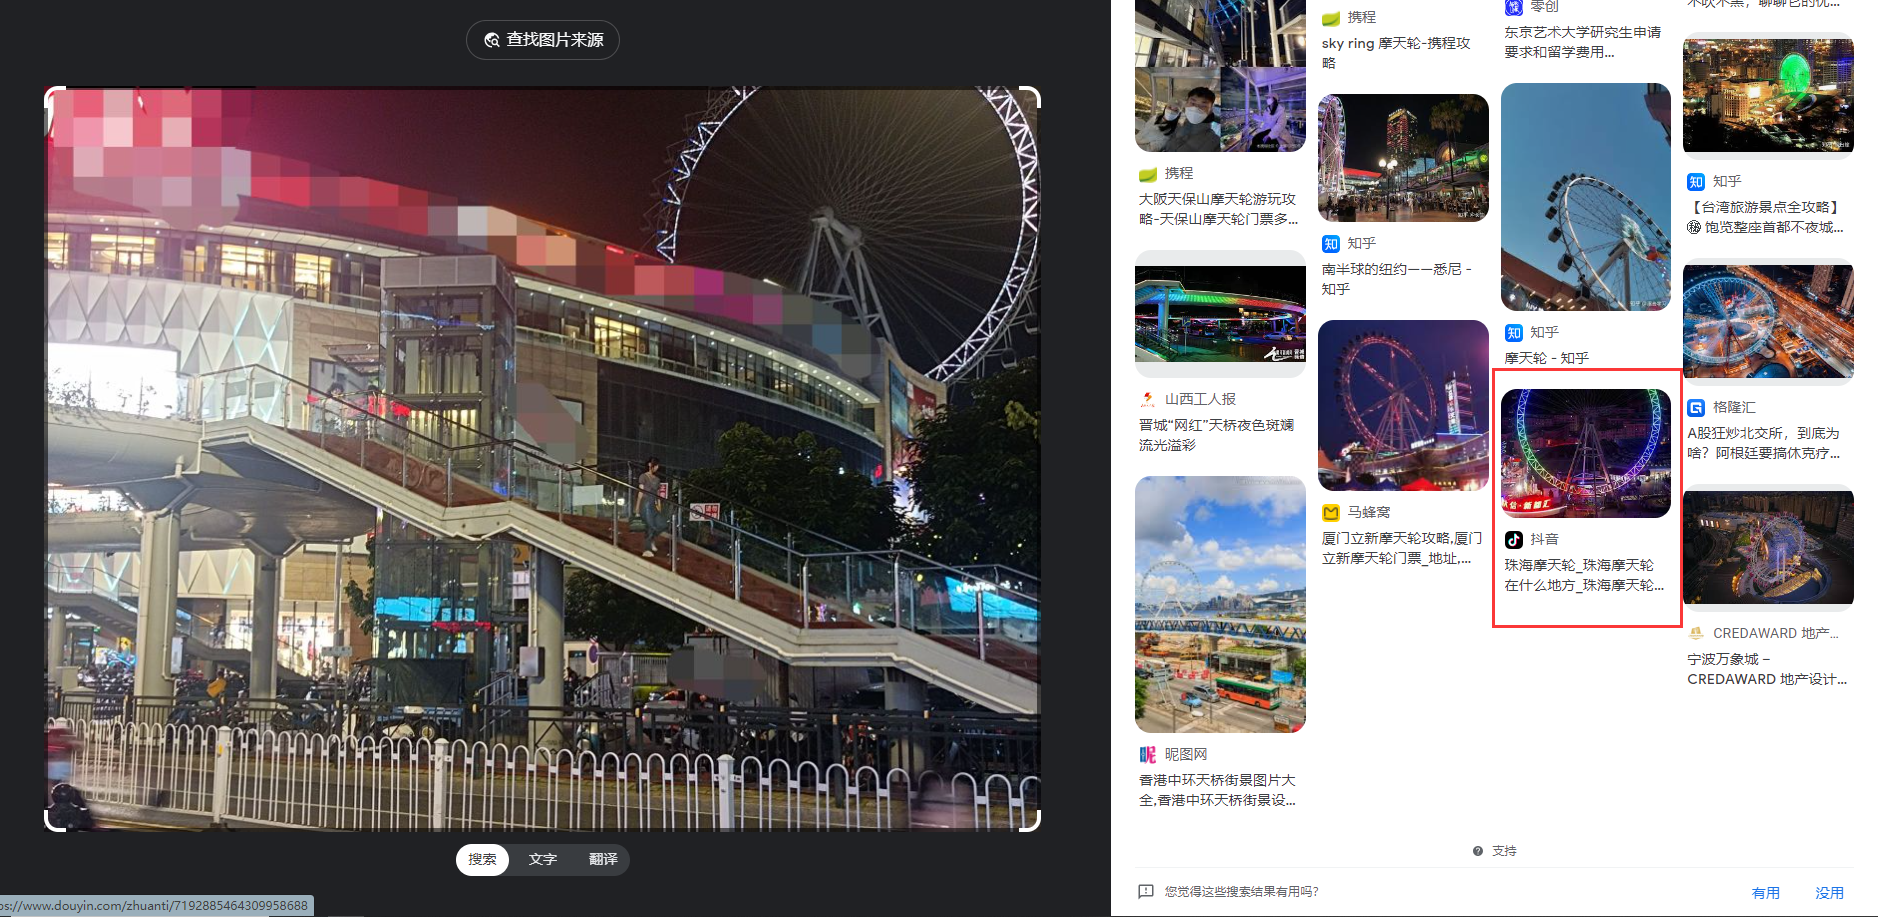 查找图片来源
搜索
文字
翻译
ps://www.douyin.com/zhuanti/7192885464309958688
携程
大阪天保山摩天轮游玩攻
略-天保山摩天轮门票多...
山西工人报
晋城“网红”天桥夜色斑斓
流光溢彩
昵图网
香港中环天桥街景图片大
全,香港中环天桥街景设...
携程
sky ring 摩天轮-携程攻
略
知乎
南半球的纽约——悉尼 -
知乎
马蜂窝
厦门立新摩天轮攻略,厦门
立新摩天轮门票_地址,...
零创
东京艺术大学研究生申请
要求和留学费用...
知乎
摩天轮 - 知乎
抖音
珠海摩天轮_珠海摩天轮
在什么地方_珠海摩天轮...
知乎
【台湾旅游景点全攻略】
㊙ 饱览整座首都不夜城...
格隆汇
A股狂炒北交所，到底为
啥？阿根廷要搞休克疗...
CREDAWARD 地产...
宁波万象城 –
CREDAWARD 地产设计...
支持
您觉得这些搜索结果有用吗?
有用
没用